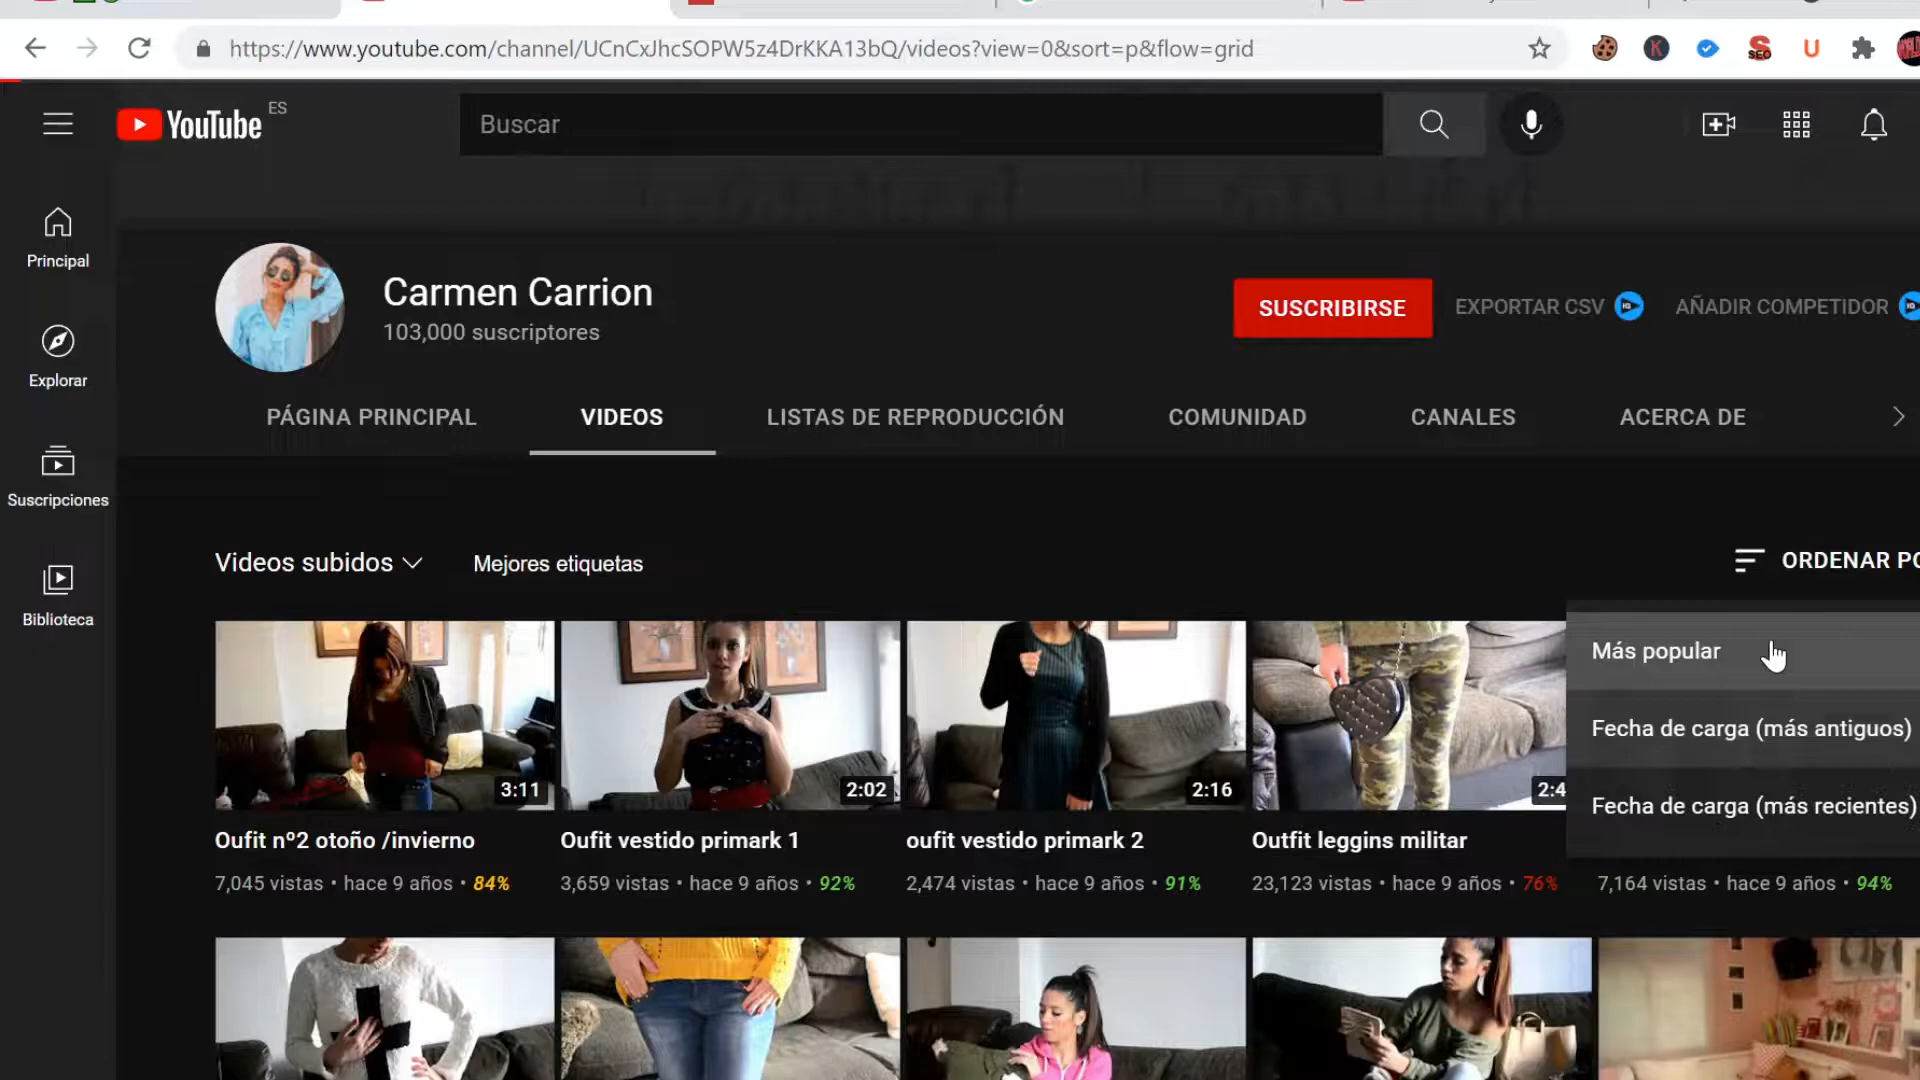 https://www.youtube.com/channel/UCnCxJhcSOPW5z4DrKKA13bQ/videos?view=0&sort=p&flow=grid
K
SEO
U
YouTube ES
Buscar
Principal
Explorar
Suscripciones
Biblioteca
Carmen Carrion
103,000 suscriptores
SUSCRIBIRSE
EXPORTAR CSV
AÑADIR COMPETIDOR
PÁGINA PRINCIPAL
VIDEOS
LISTAS DE REPRODUCCIÓN
COMUNIDAD
CANALES
ACERCA DE
Videos subidos
Mejores etiquetas
ORDENAR PO
Más popular
Fecha de carga (más antiguos)
Fecha de carga (más recientes)
3:11
2:02
2:16
2:4
Oufit nº2 otoño /invierno
7,045 vistas • hace 9 años • 84%
Oufit vestido primark 1
3,659 vistas • hace 9 años • 92%
oufit vestido primark 2
2,474 vistas • hace 9 años • 91%
Outfit leggins militar
23,123 vistas • hace 9 años • 76%
7,164 vistas • hace 9 años • 94%